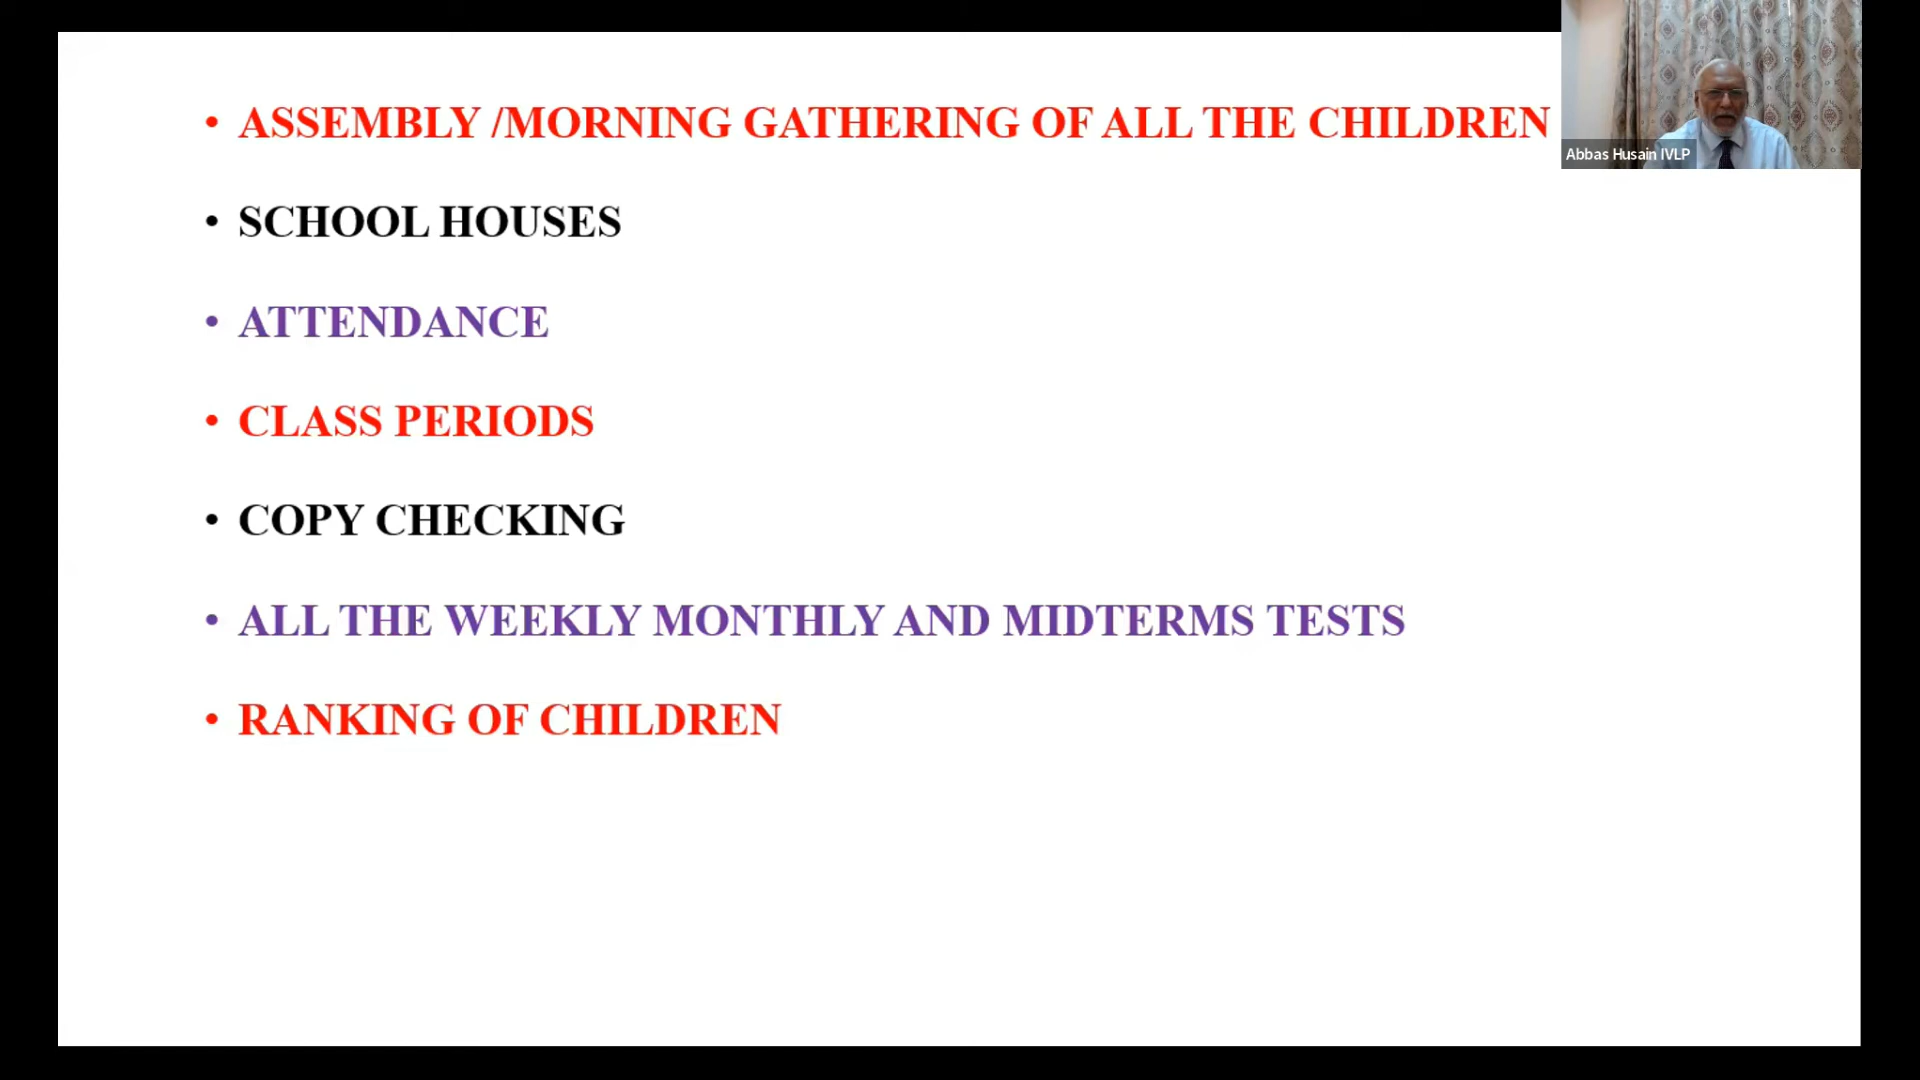 • ASSEMBLY /MORNING GATHERING OF ALL THE CHILDREN
Abbas Husain IVLP
• SCHOOL HOUSES
• ATTENDANCE
• CLASS PERIODS
• COPY CHECKING
• ALL THE WEEKLY MONTHLY AND MIDTERMS TESTS
• RANKING OF CHILDREN